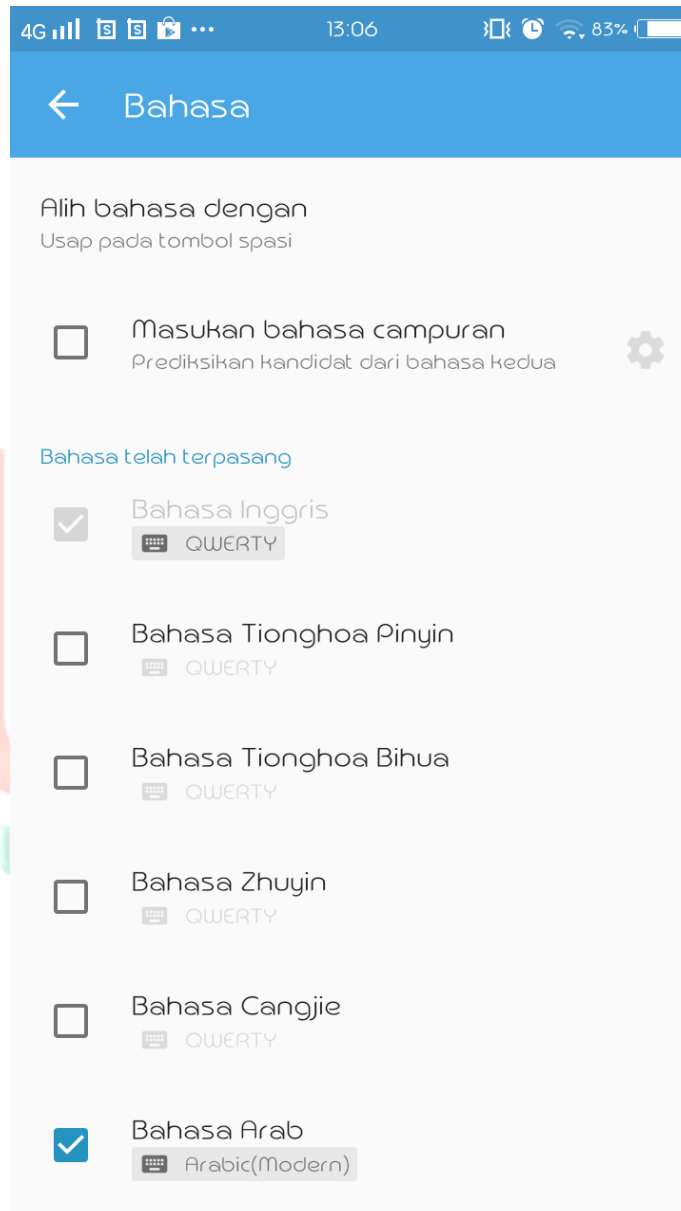 4G 13:06 83%
Bahasa
Alih bahasa dengan
Usap pada tombol spasi
Masukan bahasa campuran
Prediksikan kandidat dari bahasa kedua
Bahasa telah terpasang
Bahasa Inggris
QWERTY
Bahasa Tionghoa Pinyin
QWERTY
Bahasa Tionghoa Bihua
QWERTY
Bahasa Zhuyin
QWERTY
Bahasa Cangjie
QWERTY
Bahasa Arab
Arabic(Modern)